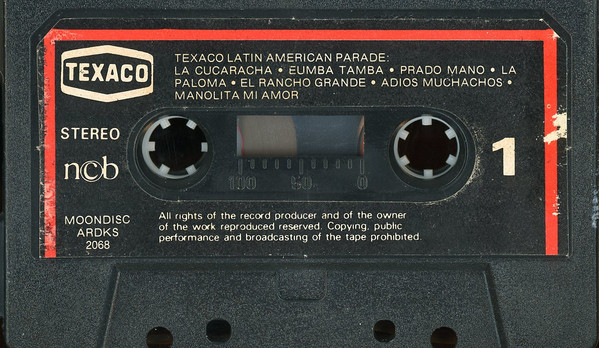 TEXACO
TEXACO LATIN AMERICAN PARADE:
LA CUCARACHA • EUMBA TAMBA • PRADO MANO • LA
PALOMA • EL RANCHO GRANDE • ADIOS MUCHACHOS •
MANOLITA MI AMOR
STEREO
ncb
1
100 50 0
MOONDISC
ARDKS
2068
All rights of the record producer and of the owner
of the work reproduced reserved. Copying, public
performance and broadcasting of the tape prohibited.